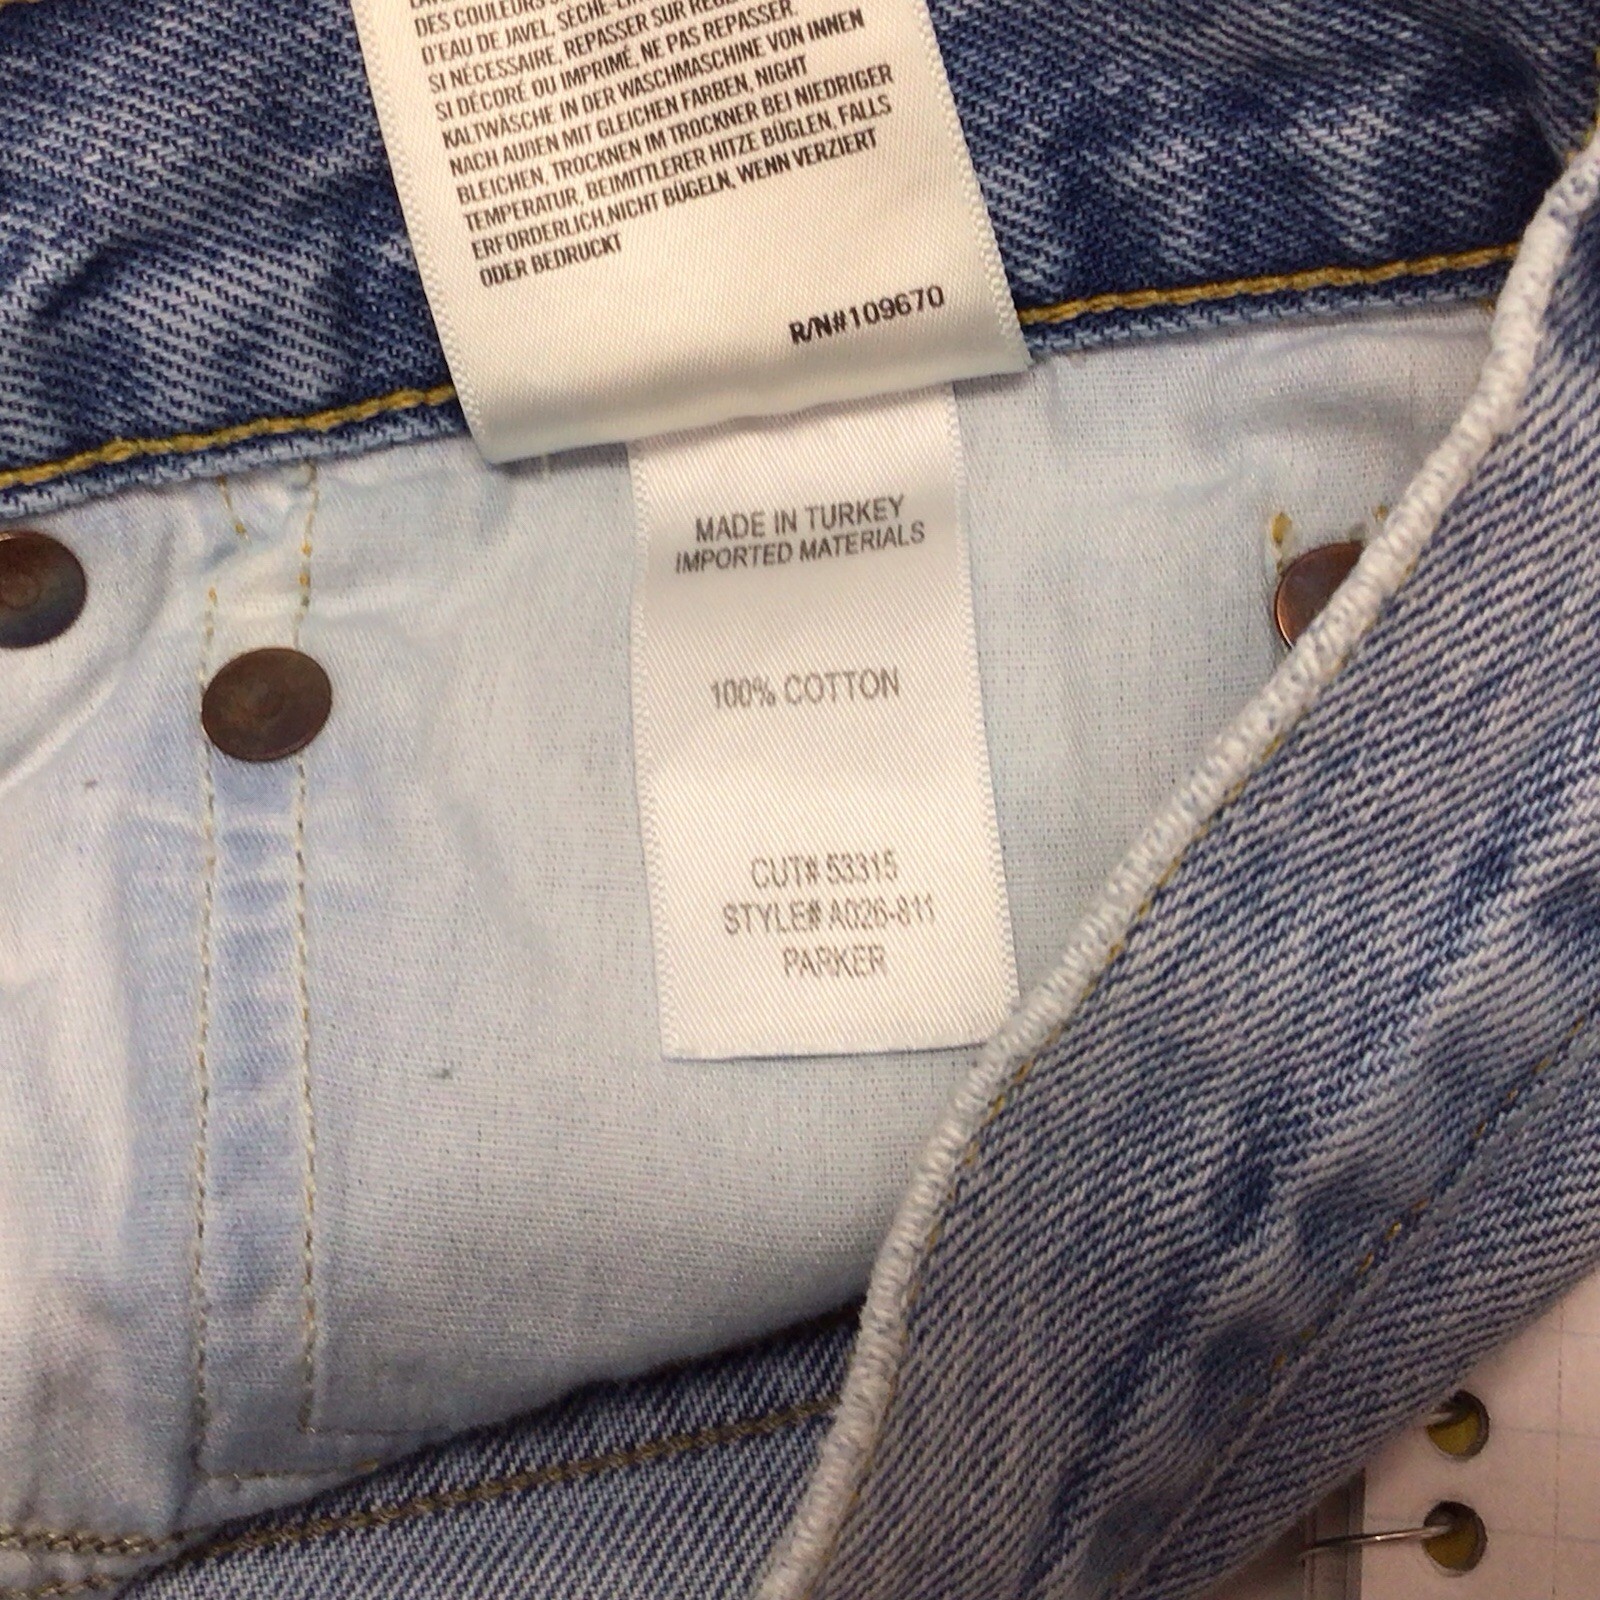 DES COULEURS
D'EAU DE JAVEL, SÈCHE-
SI NÉCESSAIRE, REPASSER SUR
SI DÉCORÉ OU IMPRIMÉ, NE PAS REPASSER
KALTWÄSCHE IN DER WASCHMASCHINE VON INNEN
NACH AUßEN MIT GLEICHEN FARBEN, NIGHT
BLEICHEN, TROCKNEN IM TROCKNER BEI NIEDRIGER
TEMPERATUR, BEIMITTLERER HITZE BÜGLEN, FALLS
ERFORDERLICH,NICHT BÜGELN, WENN VERZIERT
ODER BEDRUCKT
R/N#109670
MADE IN TURKEY
IMPORTED MATERIALS
100% COTTON
CUT# 53315
STYLE# A026-811
PARKER